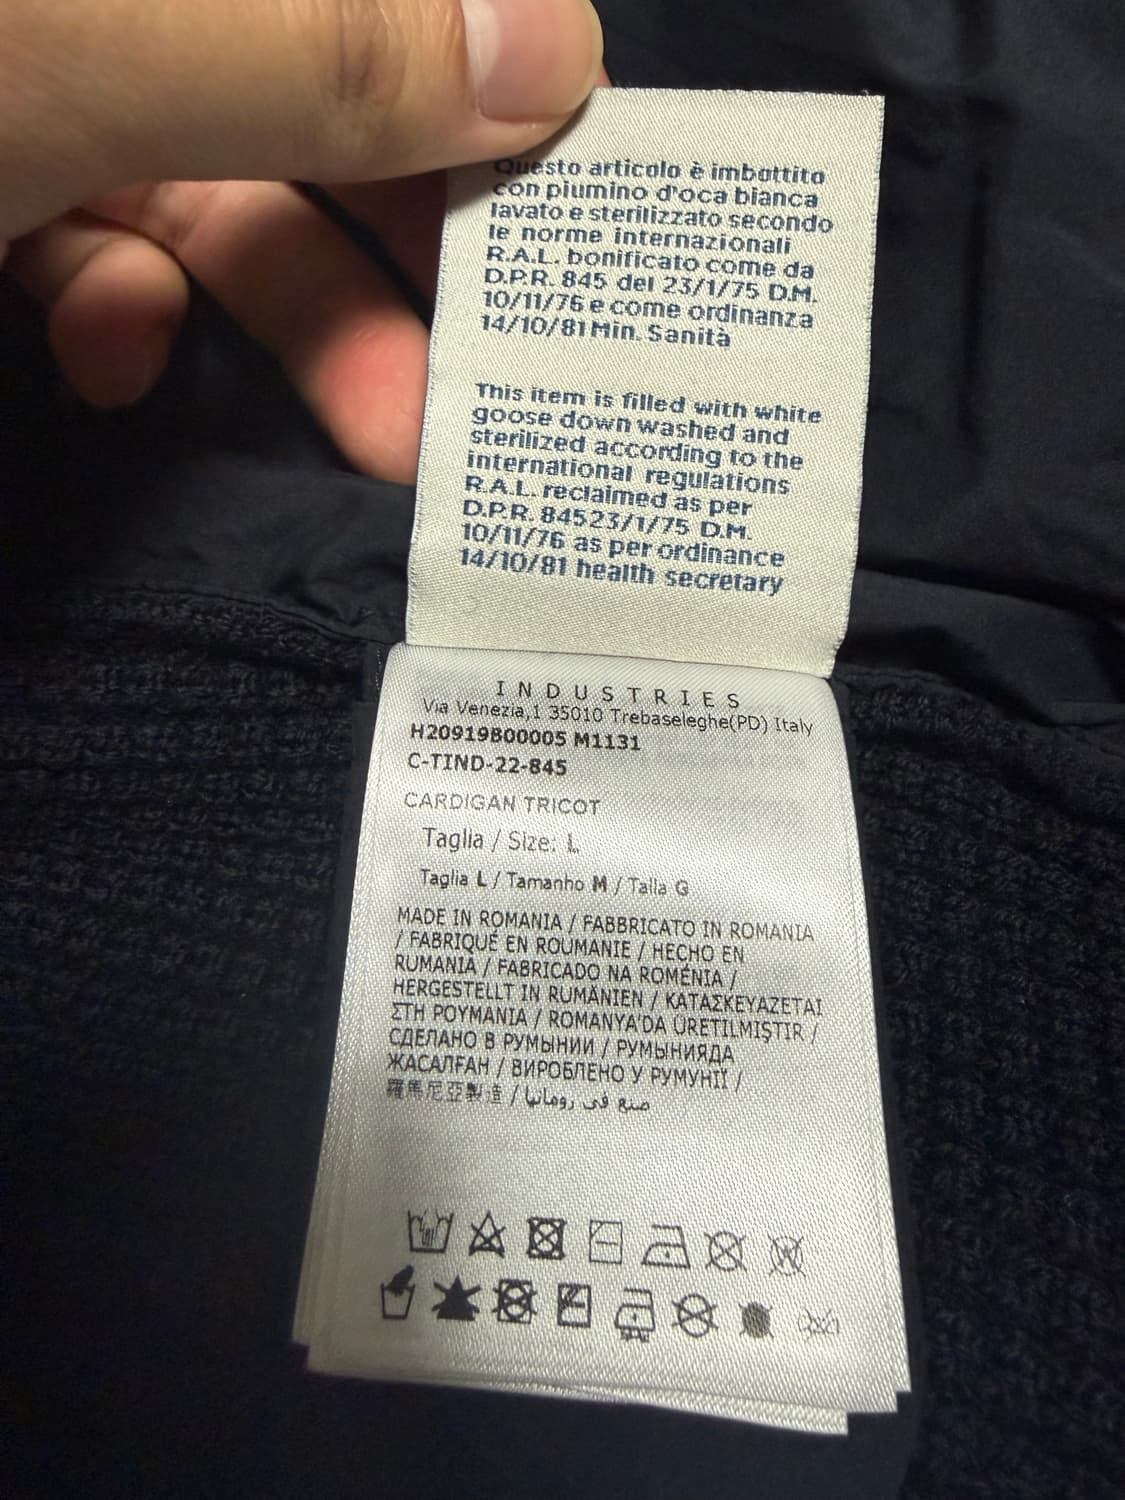 Questo articolo è imbottito
con piumino d'oca bianca
lavato e sterilizzato secondo
le norme internazionali
R.A.L. bonificato come da
D.P.R. 845 del 23/1/75 D.M.
10/11/76 e come ordinanza
14/10/81 Min. Sanità
This item is filled with white
goose down washed and
sterilized according to the
international regulations
R.A.L. reclaimed as per
D.P.R. 84523/1/75 D.M.
10/11/76 as per ordinance
14/10/81 health secretary
INDUSTRIES
Via Venezia,1 35010 Trebaseleghe(PD) Italy
H20919B00005 M1131
C-TIND-22-845
CARDIGAN TRICOT
Taglia / Size: L
Taglia L / Tamanho M / Talla G
MADE IN ROMANIA / FABBRICATO IN ROMANIA
/ FABRIQUÉ EN ROUMANIE / HECHO EN
RUMANIA / FABRICADO NA ROMÉNIA /
HERGESTELLT IN RUMÄNIEN / ΚΑΤΑΣΚΕΥΑΖΕΤΑΙ
ΣΤΗ ΡΟΥΜΑΝΙΑ / ROMANYA'DA ÜRETILMIŞTIR /
СДЕЛАНО В РУМЫНИИ / РУМЫНИЯДА
ЖАСАЛҒАН / ВИРОБЛЕНО У РУМУНІЇ /
羅馬尼亞製造 / صنع في رومانيا